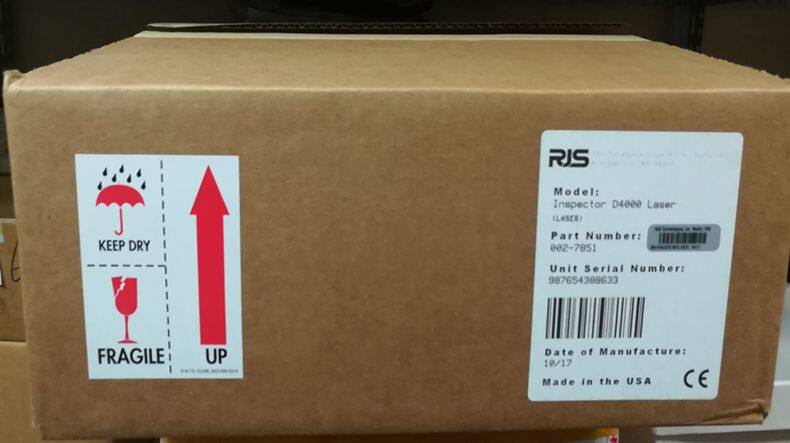 KEEP DRY
FRAGILE
UP
RJS
Model:
Inspector D4000 Laser
(LASER)
Part Number:
002-7851
Unit Serial Number:
987654388633
Date of Manufacture:
10/17
Made in the USA
CE